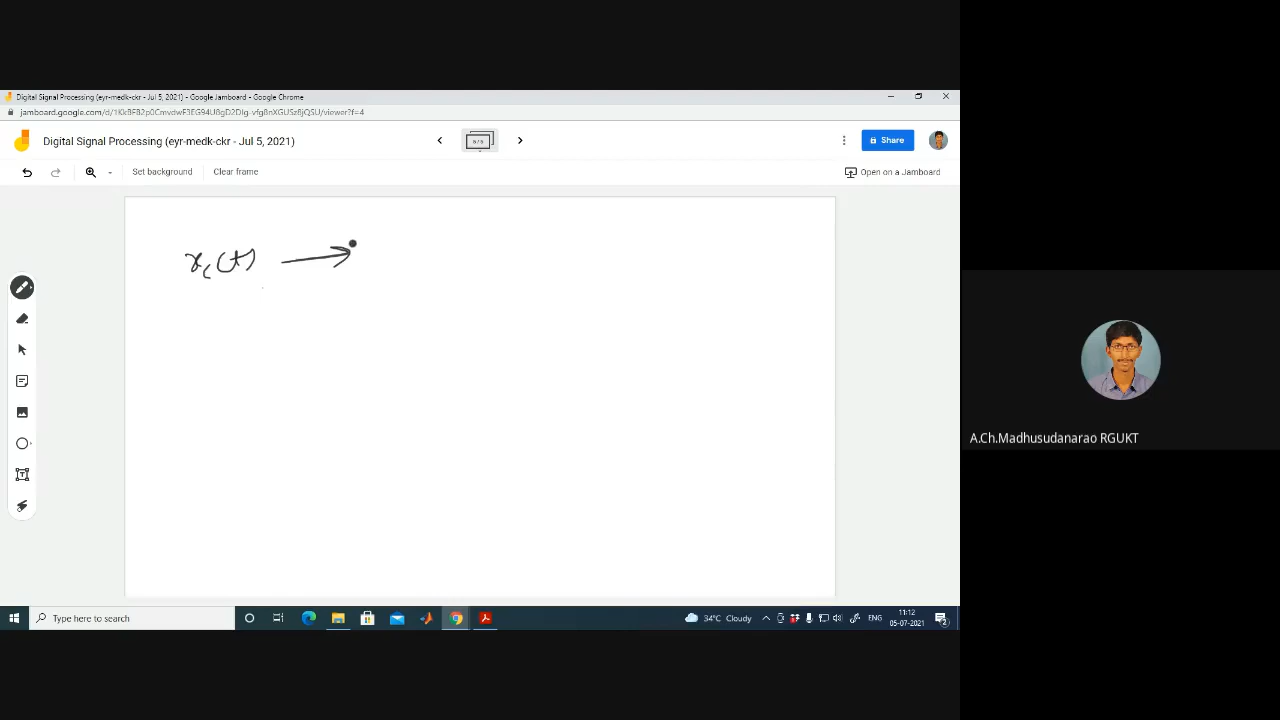 Digital Signal Processing (eyr-medk-ckr - Jul 5, 2021) - Google Jamboard - Google Chrome
Digital Signal Processing (eyr-medk-ckr - Jul 5, 2021)
Share
Set background
Clear frame
Open on a Jamboard
x_c(t) →
A.Ch.Madhusudanarao RGUKT
Type here to search
34°C Cloudy
ENG
11:12
05-07-2021
2